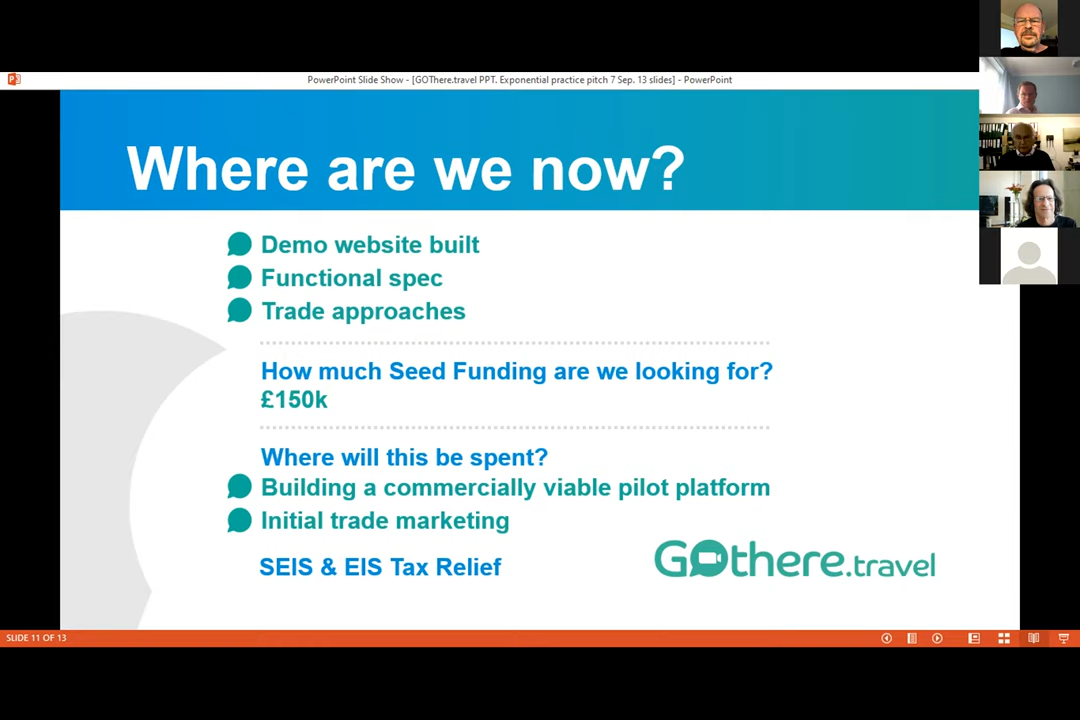 PowerPoint Slide Show - [GOThere.travel PPT. Exponential practice pitch 7 Sep. 13 slides] - PowerPoint
Where are we now?
Demo website built
Functional spec
Trade approaches
How much Seed Funding are we looking for?
£150k
Where will this be spent?
Building a commercially viable pilot platform
Initial trade marketing
SEIS & EIS Tax Relief
GOthere.travel
SLIDE 11 OF 13